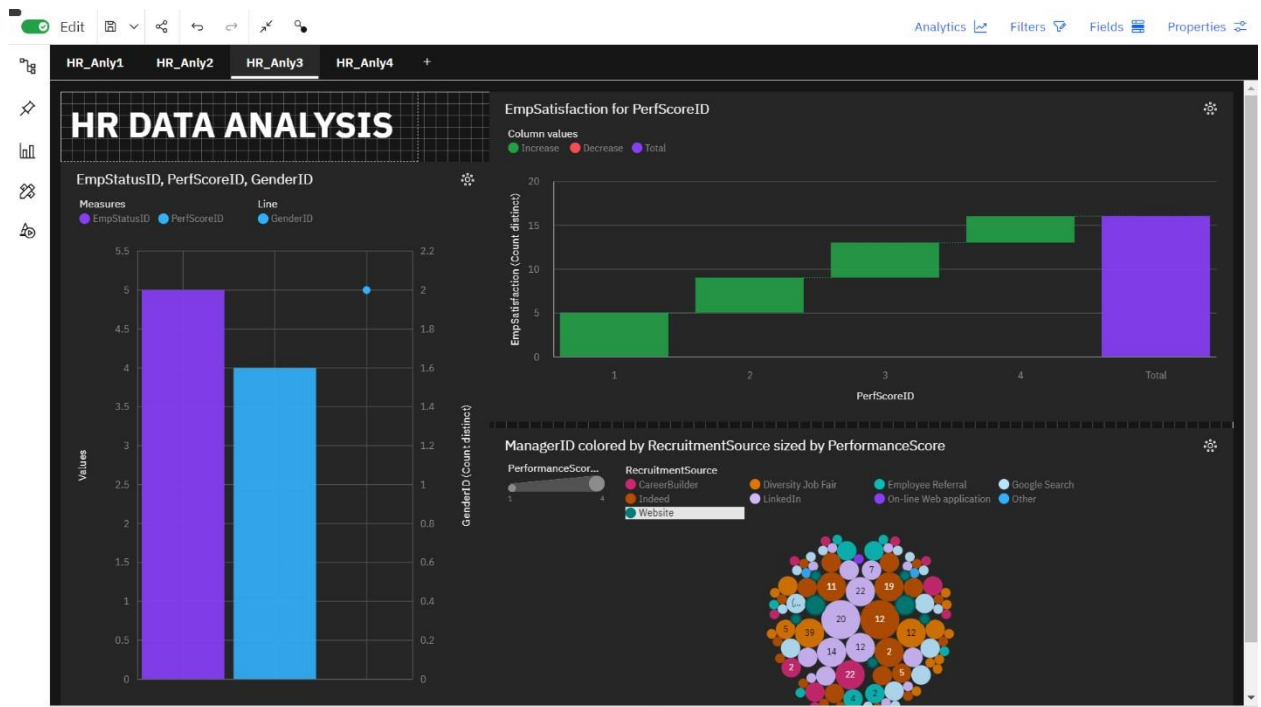 Edit
Analytics
Filters
Fields
Properties
HR_Anly1 HR_Anly2 HR_Anly3 HR_Anly4 +
HR DATA ANALYSIS
EmpStatusID, PerfScoreID, GenderID
Measures Line
EmpStatusID PerfScoreID GenderID
5.5 2.2
5 2
4.5 1.8
4 1.6
3.5 1.4
3 1.2
2.5 1
2 0.8
1.5 0.6
1 0.4
0.5 0.2
0 0
Values
GenderID (Count distinct)
EmpSatisfaction for PerfScoreID
Column values
Increase Decrease Total
20
15
10
5
0
EmpSatisfaction (Count distinct)
1 2 3 4 Total
PerfScoreID
ManagerID colored by RecruitmentSource sized by PerformanceScore
PerformanceScor...
1 4
RecruitmentSource
CareerBuilder Diversity Job Fair Employee Referral Google Search
Indeed LinkedIn On-line Web application Other
Website
7
11 22 19
(...
20 12
5 39 12
14 12 2
2 22 5
4 2